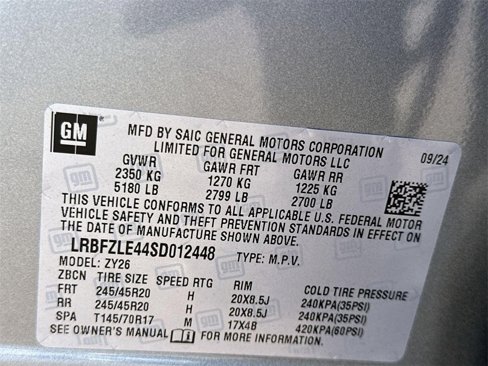 GM
MFD BY SAIC GENERAL MOTORS CORPORATION
LIMITED FOR GENERAL MOTORS LLC
09/24
GVWR GAWR FRT GAWR RR
2350 KG 1270 KG 1225 KG
5180 LB 2799 LB 2700 LB
THIS VEHICLE CONFORMS TO ALL APPLICABLE U.S. FEDERAL MOTOR
VEHICLE SAFETY AND THEFT PREVENTION STANDARDS IN EFFECT ON
THE DATE OF MANUFACTURE SHOWN ABOVE.
LRBFZLE44SD012448 TYPE: M.P.V.
MODEL: ZY26
ZBCN TIRE SIZE SPEED RTG RIM COLD TIRE PRESSURE
FRT 245/45R20 H 20X8.5J 240KPA(35PSI)
RR 245/45R20 H 20X8.5J 240KPA(35PSI)
SPA T145/70R17 M 17X4B 420KPA(60PSI)
SEE OWNER'S MANUAL FOR MORE INFORMATION.